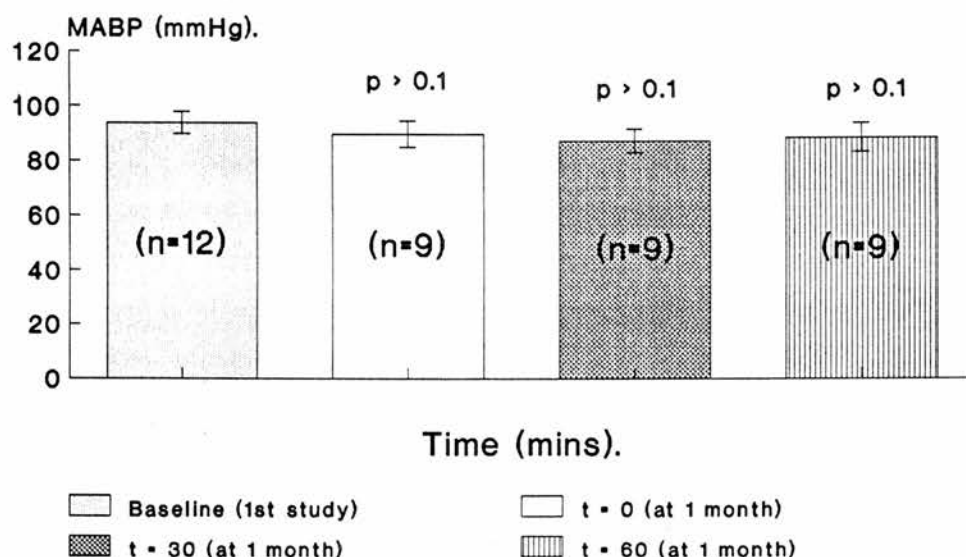 MABP (mmHg).
120
100
80
60
40
20
0
p > 0.1
p > 0.1
p > 0.1
(n=12)
(n=9)
(n=9)
(n=9)
Time (mins).
Baseline (1st study)
t = 0 (at 1 month)
t = 30 (at 1 month)
t = 60 (at 1 month)